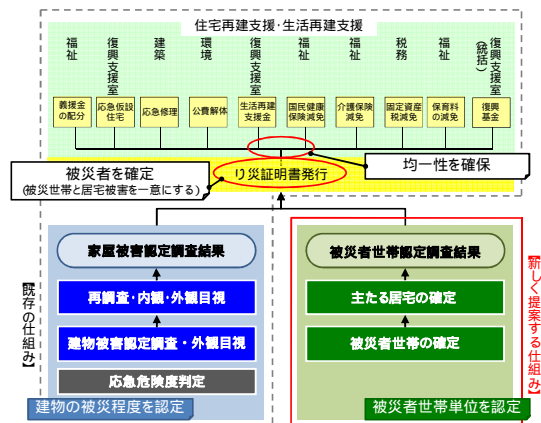 住宅再建支援・生活再建支援
福祉
復興支援室
建築
環境
復興支援室
福祉
福祉
税務
福祉
復興支援室
(統括)
義援金
の配分
応急仮設
住宅
応急修理
公費解体
生活再建
支援金
国民健康
保険減免
介護保険
減免
固定資産
税減免
保育料
の減免
復興
基金
被災者を確定
(被災世帯と居宅被害を一意にする)
り災証明書発行
均一性を確保
家屋被害認定調査結果
再調査・内観・外観目視
建物被害認定調査・外観目視
応急危険度判定
建物の被災程度を認定
【既存の仕組み】
被災者世帯認定調査結果
主たる居宅の確定
被災者世帯の確定
被災者世帯単位を認定
【新しく提案する仕組み】